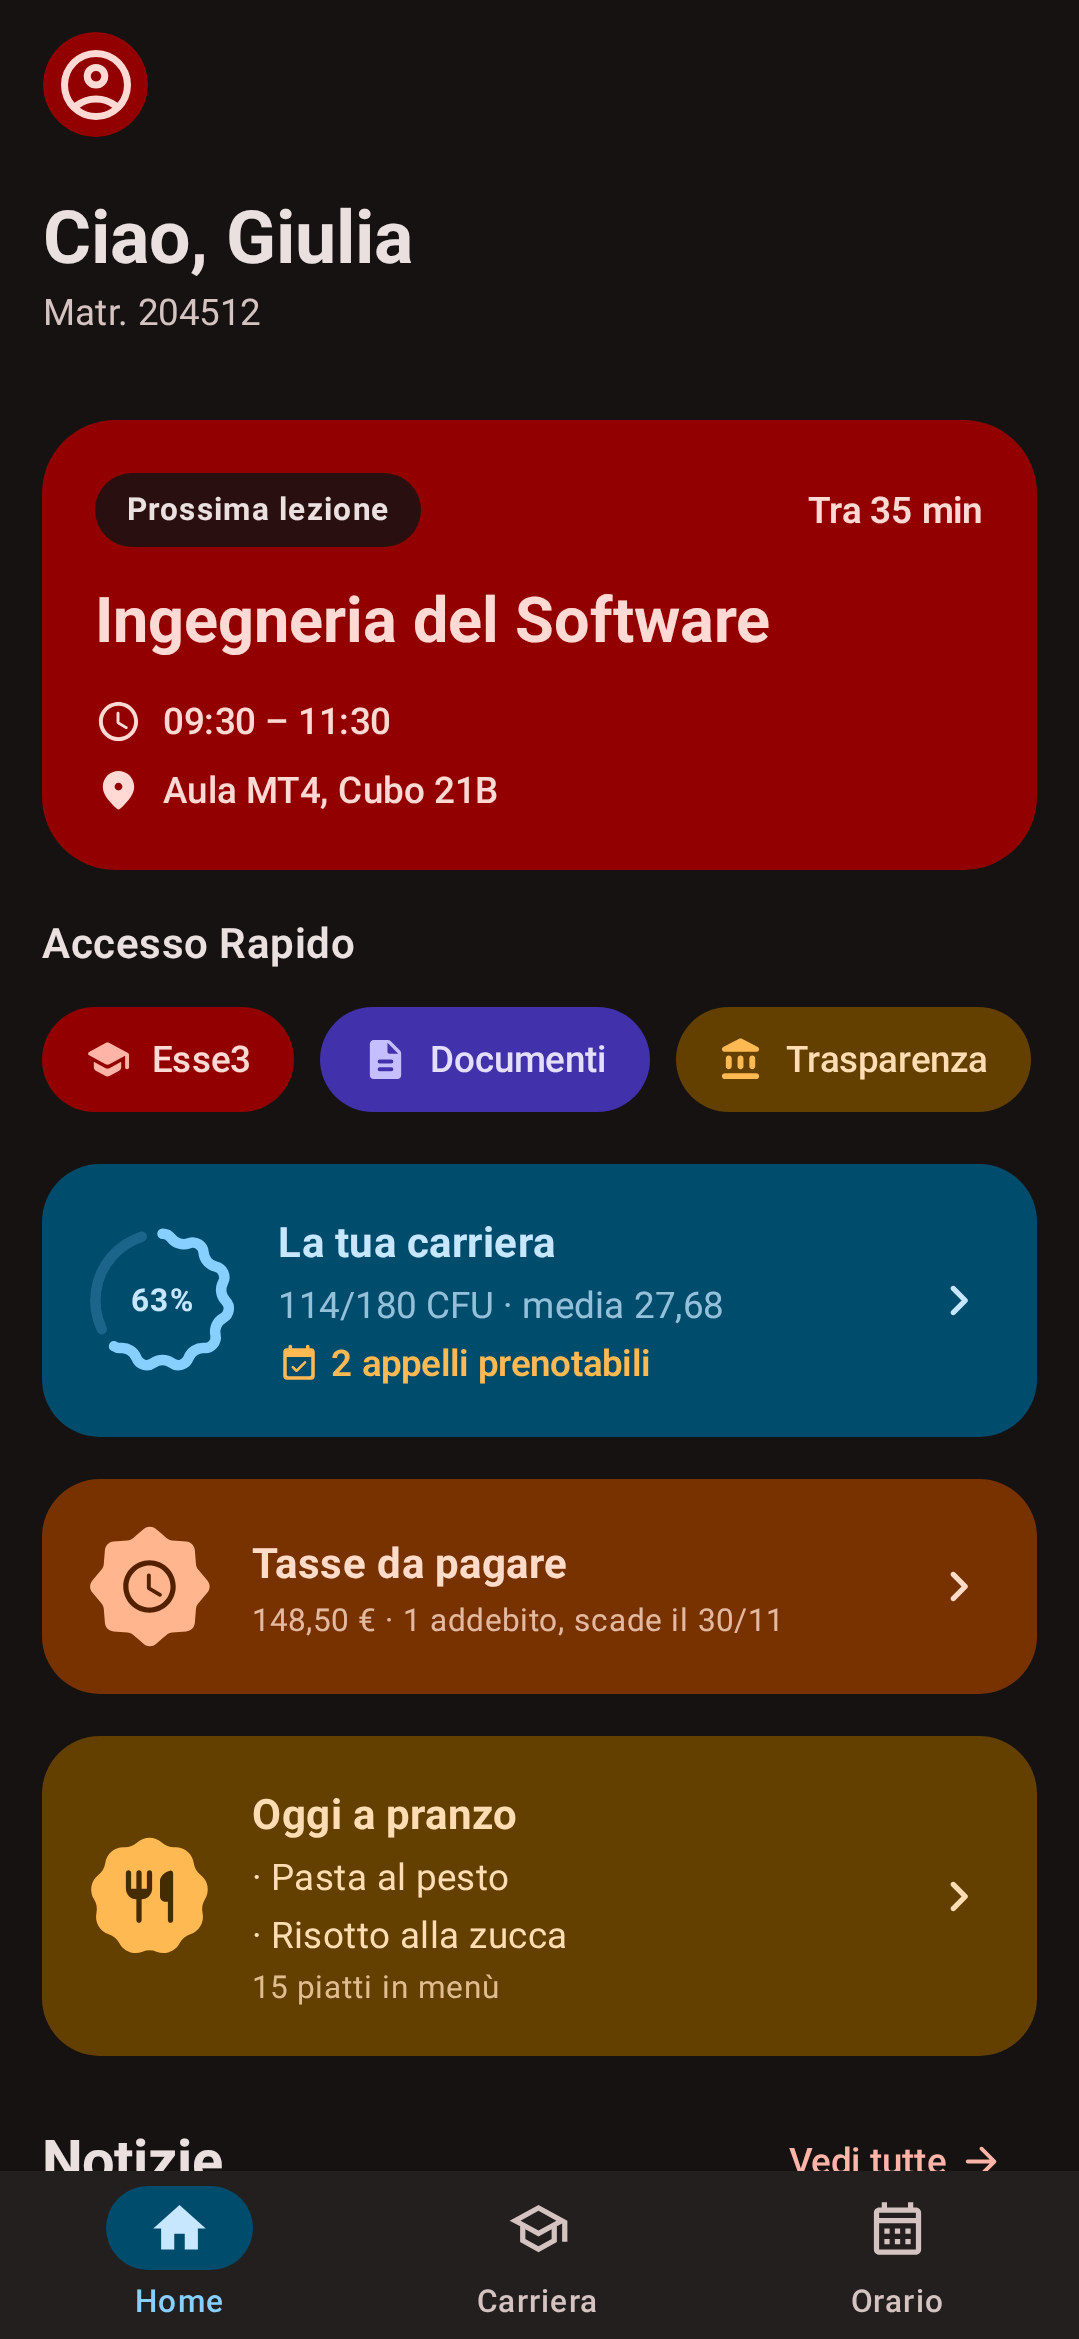 Ciao, Giulia
Matr. 204512
Prossima lezione
Tra 35 min
Ingegneria del Software
09:30 – 11:30
Aula MT4, Cubo 21B
Accesso Rapido
Esse3
Documenti
Trasparenza
La tua carriera
63%
114/180 CFU · media 27,68
2 appelli prenotabili
Tasse da pagare
148,50 € · 1 addebito, scade il 30/11
Oggi a pranzo
· Pasta al pesto
· Risotto alla zucca
15 piatti in menù
Notizie
Vedi tutte
Home
Carriera
Orario